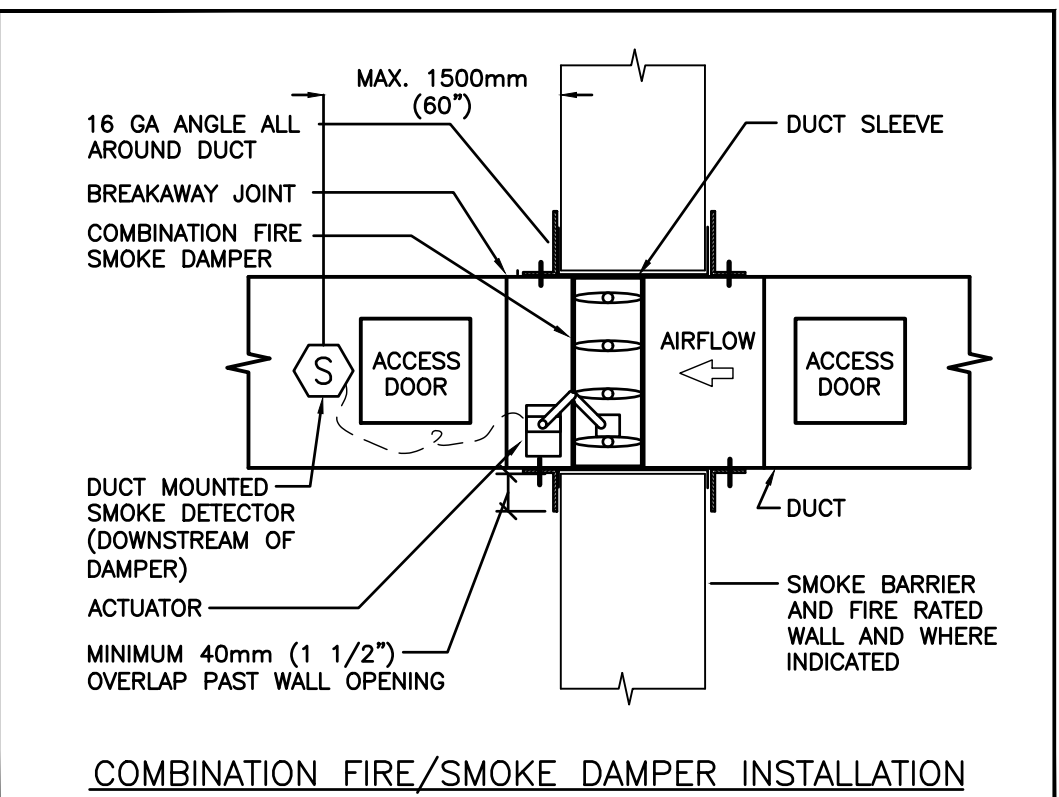 MAX. 1500mm
(60")
16 GA ANGLE ALL
AROUND DUCT
DUCT SLEEVE
BREAKAWAY JOINT
COMBINATION FIRE
SMOKE DAMPER
AIRFLOW
S
ACCESS
DOOR
ACCESS
DOOR
DUCT MOUNTED
SMOKE DETECTOR
(DOWNSTREAM OF
DAMPER)
DUCT
ACTUATOR
SMOKE BARRIER
AND FIRE RATED
WALL AND WHERE
INDICATED
MINIMUM 40mm (1 1/2")
OVERLAP PAST WALL OPENING
COMBINATION FIRE/SMOKE DAMPER INSTALLATION